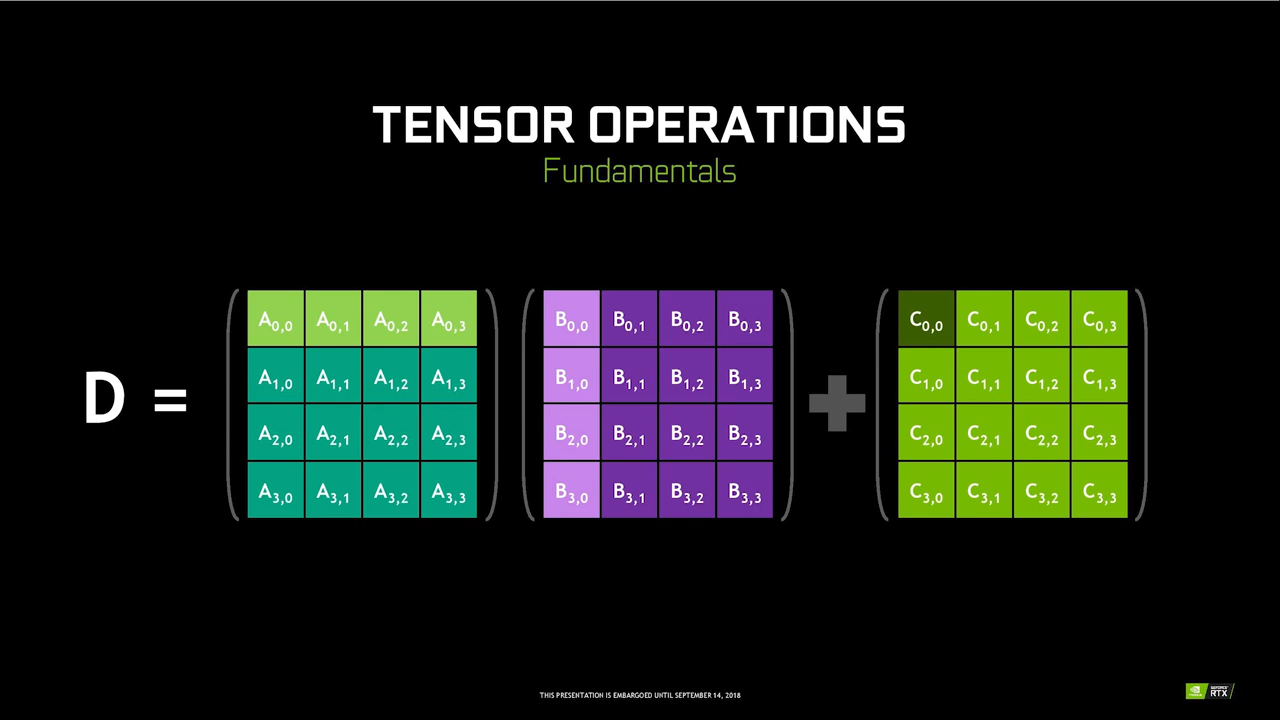 TENSOR OPERATIONS
Fundamentals
D =
A0,0 A0,1 A0,2 A0,3 B0,0 B0,1 B0,2 B0,3 C0,0 C0,1 C0,2 C0,3
A1,0 A1,1 A1,2 A1,3 B1,0 B1,1 B1,2 B1,3 C1,0 C1,1 C1,2 C1,3
+
A2,0 A2,1 A2,2 A2,3 B2,0 B2,1 B2,2 B2,3 C2,0 C2,1 C2,2 C2,3
A3,0 A3,1 A3,2 A3,3 B3,0 B3,1 B3,2 B3,3 C3,0 C3,1 C3,2 C3,3
THIS PRESENTATION IS EMBARGOED UNTIL SEPTEMBER 14, 2018
NVIDIA
GEFORCE
RTX